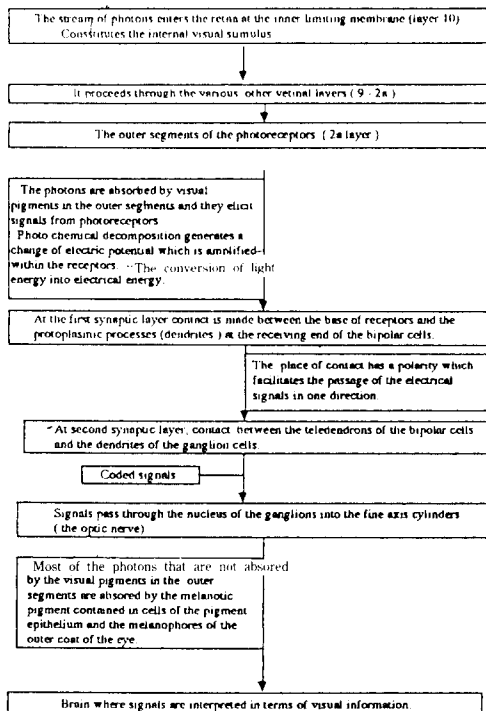 The stream of photons enters the retina at the inner limiting membrane (layer 10)
Constitutes the internal visual sumulus
It proceeds through the various other vetinal layers ( 9 - 2a )
The outer segments of the photoreceptors ( 2a layer )
The photons are absorbed by visual
pigments in the outer segments and they elicit
signals from photoreceptors
Photo chemical decomposition generates a
change of electric potential which is amplified
within the receptors. The conversion of light
energy into electrical energy.
At the first synaptic layer contact is made between the base of receptors and the
protoplasmic processes (dendrites ) at the receiving end of the bipolar cells.
The place of contact has a polarity which
facilitates the passage of the electrical
signals in one direction.
At second synaptic layer, contact between the teledendrons of the bipolar cells
and the dendrites of the ganglion cells.
Coded signals
Signals pass through the nucleus of the ganglions into the fine axis cylinders
( the optic nerve)
Most of the photons that are not absored
by the visual pigments in the outer
segments are absored by the melanotic
pigment contained in cells of the pigment
epithelium and the melanophores of the
outer coat of the eye.
Brain where signals are interpreted in terms of visual information.